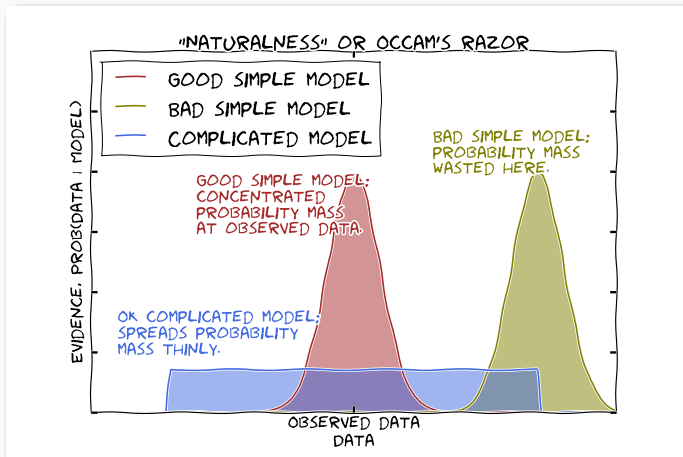 "NATURALNESS" OR OCCAM'S RAZOR
GOOD SIMPLE MODEL
BAD SIMPLE MODEL
COMPLICATED MODEL
EVIDENCE, PROB(DATA | MODEL)
BAD SIMPLE MODEL;
PROBABILITY MASS
WASTED HERE.
GOOD SIMPLE MODEL;
CONCENTRATED
PROBABILITY MASS
AT OBSERVED DATA.
OK COMPLICATED MODEL;
SPREADS PROBABILITY
MASS THINLY.
OBSERVED DATA
DATA